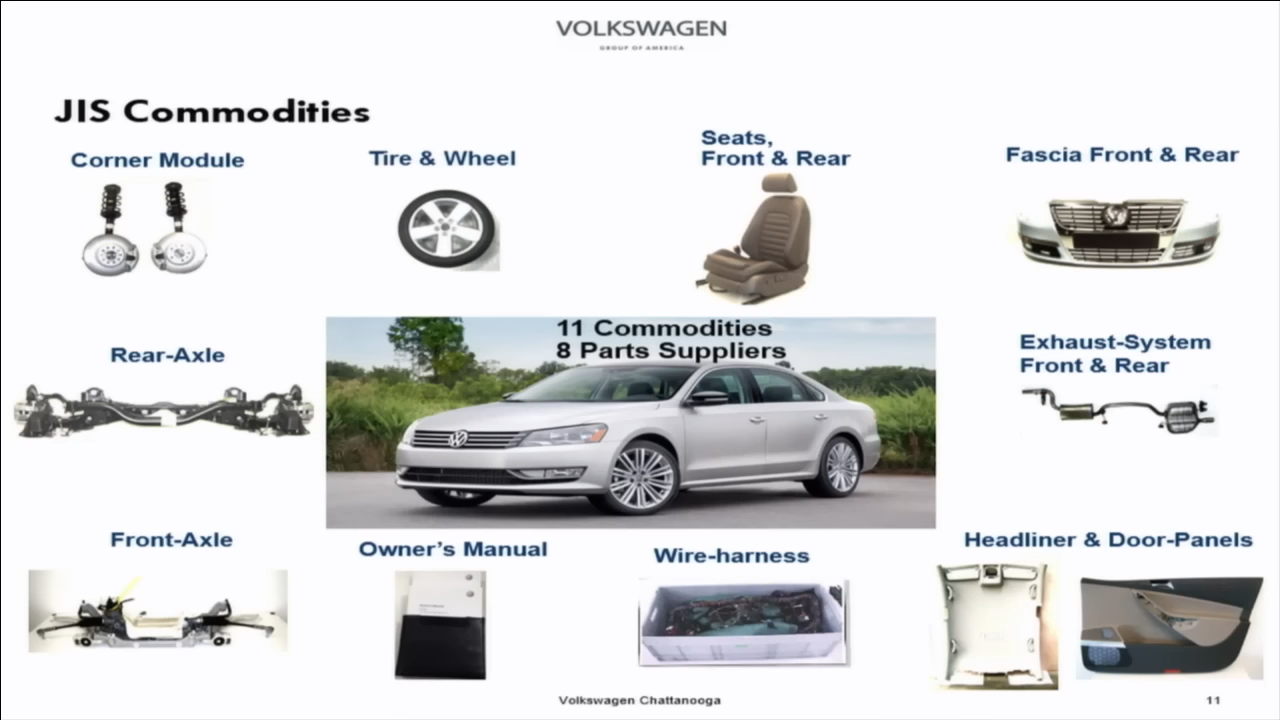 VOLKSWAGEN
GROUP OF AMERICA
JIS Commodities
Corner Module
Tire & Wheel
Seats,
Front & Rear
Fascia Front & Rear
Rear-Axle
11 Commodities
8 Parts Suppliers
Exhaust-System
Front & Rear
Front-Axle
Owner's Manual
Wire-harness
Headliner & Door-Panels
Volkswagen Chattanooga
11